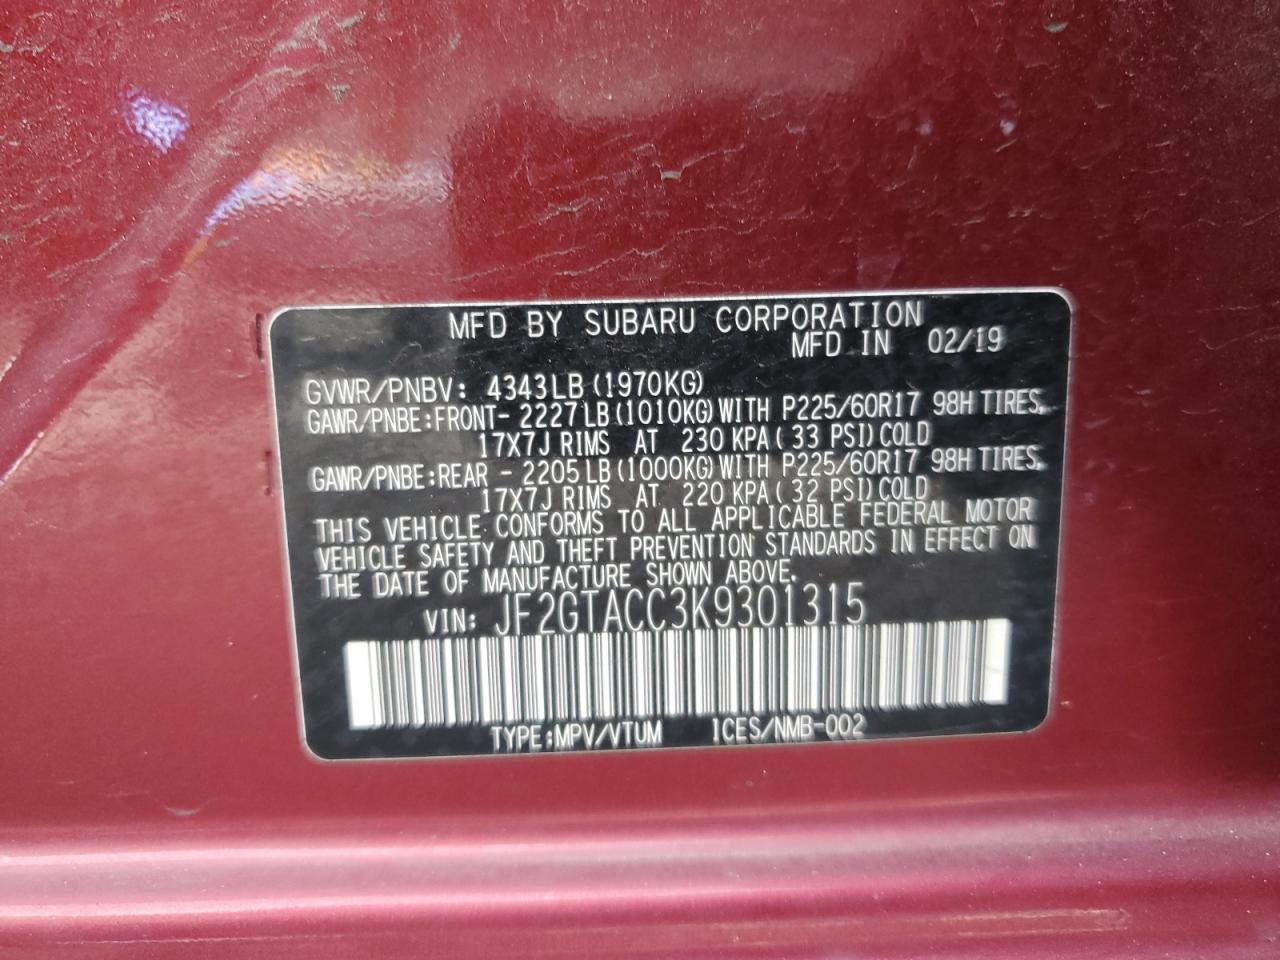 MFD BY SUBARU CORPORATION
MFD IN 02/19
GVWR/PNBV: 4343LB(1970KG)
GAWR/PNBE:FRONT- 2227LB(1010KG)WITH P225/60R17 98H TIRES,
17X7J RIMS AT 230 KPA(33 PSI)COLD
GAWR/PNBE:REAR - 2205LB(1000KG)WITH P225/60R17 98H TIRES,
17X7J RIMS AT 220 KPA(32 PSI)COLD
THIS VEHICLE CONFORMS TO ALL APPLICABLE FEDERAL MOTOR
VEHICLE SAFETY AND THEFT PREVENTION STANDARDS IN EFFECT ON
THE DATE OF MANUFACTURE SHOWN ABOVE.
VIN: JF2GTACC3K9301315
TYPE:MPV/VTUM ICES/NMB-002